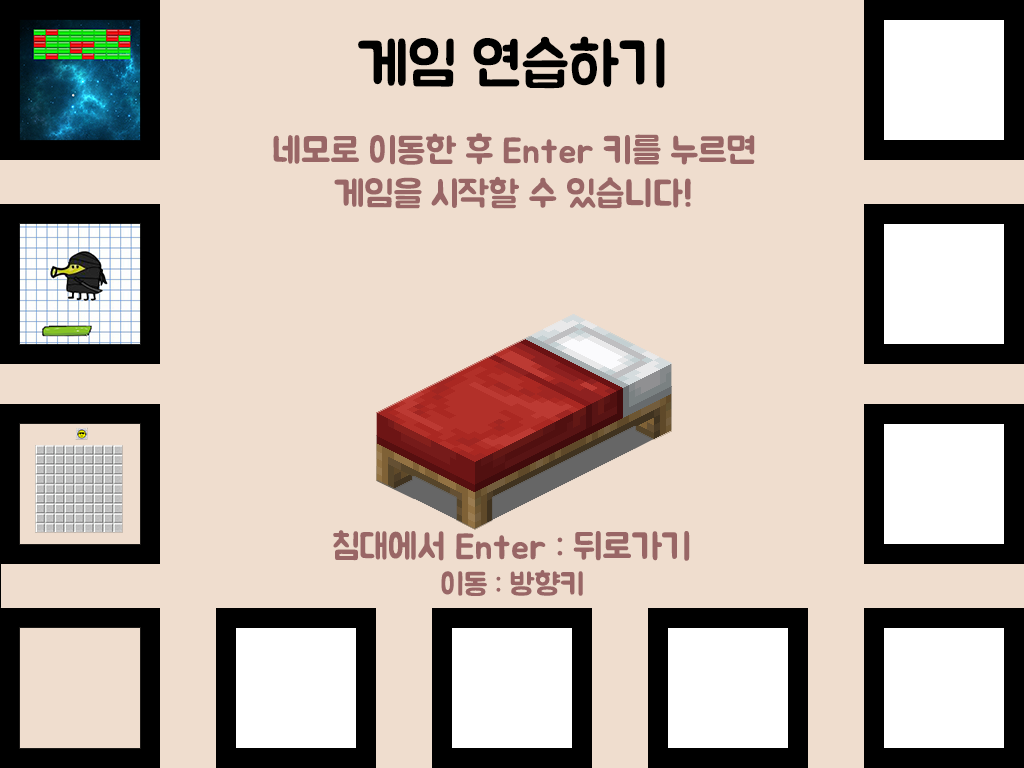 게임 연습하기
네모로 이동한 후 Enter 키를 누르면
게임을 시작할 수 있습니다!
침대에서 Enter : 뒤로가기
이동 : 방향키